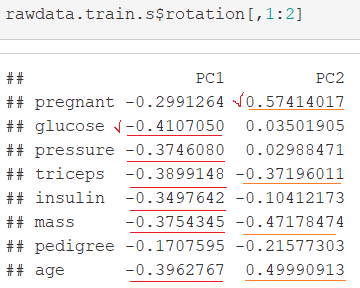 rawdata.train.s$rotation[,1:2]
## PC1 PC2
## pregnant -0.2991264 0.57414017
## glucose -0.4107050 0.03501905
## pressure -0.3746080 0.02988471
## triceps -0.3899148 -0.37196011
## insulin -0.3497642 -0.10412173
## mass -0.3754345 -0.47178474
## pedigree -0.1707595 -0.21577303
## age -0.3962767 0.49990913